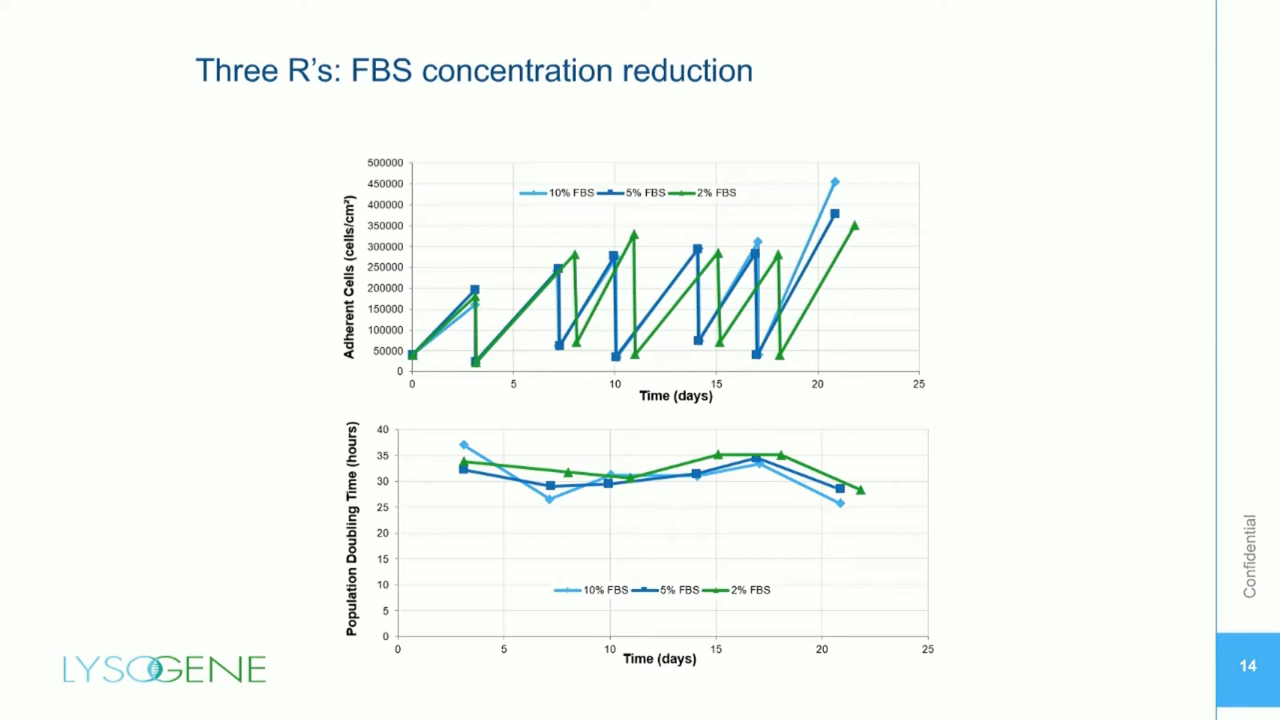 Three R's: FBS concentration reduction
Adherent Cells (cells/cm²)
500000
450000
400000
350000
300000
250000
200000
150000
100000
50000
0
10% FBS 5% FBS 2% FBS
0 5 10 15 20 25
Time (days)
Population Doubling Time (hours)
40
35
30
25
20
15
10
5
0
10% FBS 5% FBS 2% FBS
0 5 10 15 20 25
Time (days)
LYSOGENE
Confidential
14